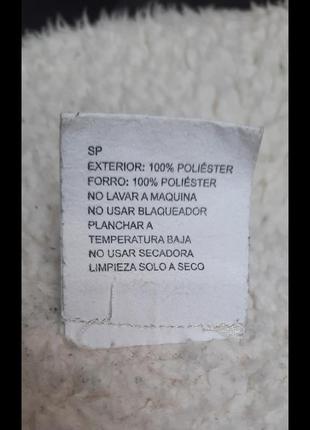 SP
EXTERIOR: 100% POLIÉSTER
FORRO: 100% POLIÉSTER
NO LAVAR A MAQUINA
NO USAR BLAQUEADOR
PLANCHAR A
TEMPERATURA BAJA
NO USAR SECADORA
LIMPIEZA SOLO A SECO